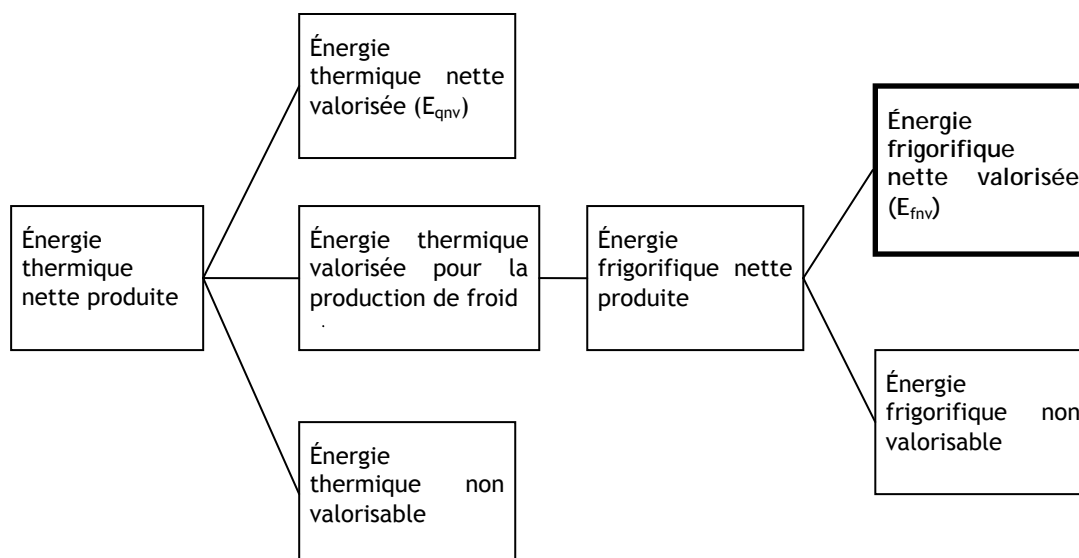 Énergie
thermique nette
valorisée (Eqnv)
Énergie
frigorifique
nette valorisée
(Efnv)
Énergie
thermique
nette produite
Énergie thermique
valorisée pour la
production de froid
.
Énergie
frigorifique nette
produite
Énergie
frigorifique non
valorisable
Énergie
thermique non
valorisable